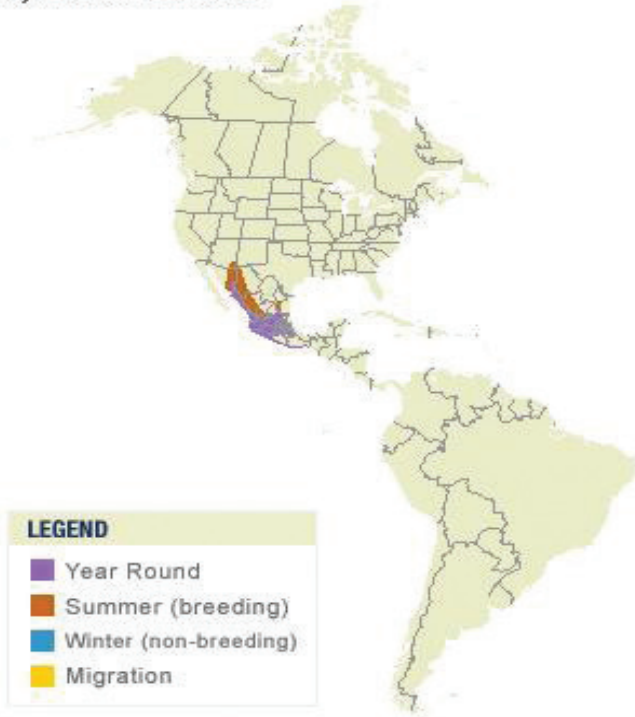 LEGEND
Year Round
Summer (breeding)
Winter (non-breeding)
Migration